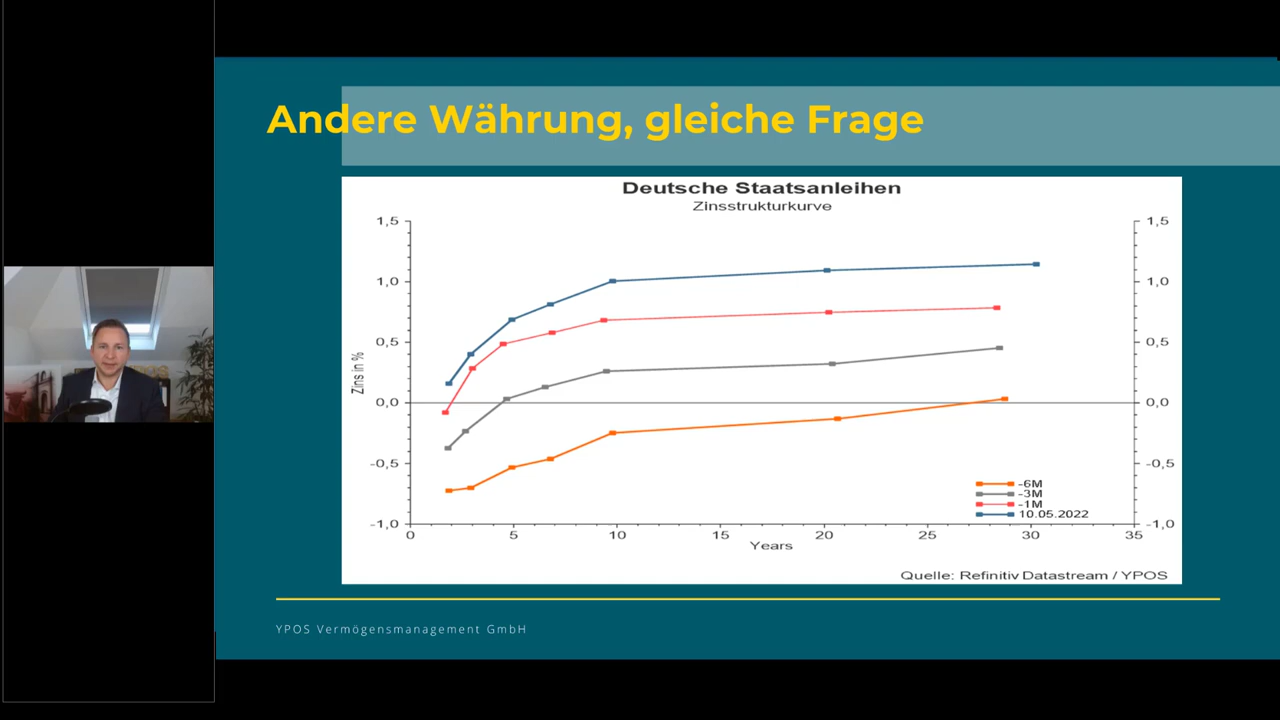 Andere Währung, gleiche Frage
Deutsche Staatsanleihen
Zinsstrukturkurve
1,5
1,0
0,5
0,0
-0,5
-1,0
Zins in %
1,5
1,0
0,5
0,0
-0,5
-1,0
-6M
-3M
-1M
10.05.2022
0 5 10 15 20 25 30 35
Years
Quelle: Refinitiv Datastream / YPOS
YPOS Vermögensmanagement GmbH